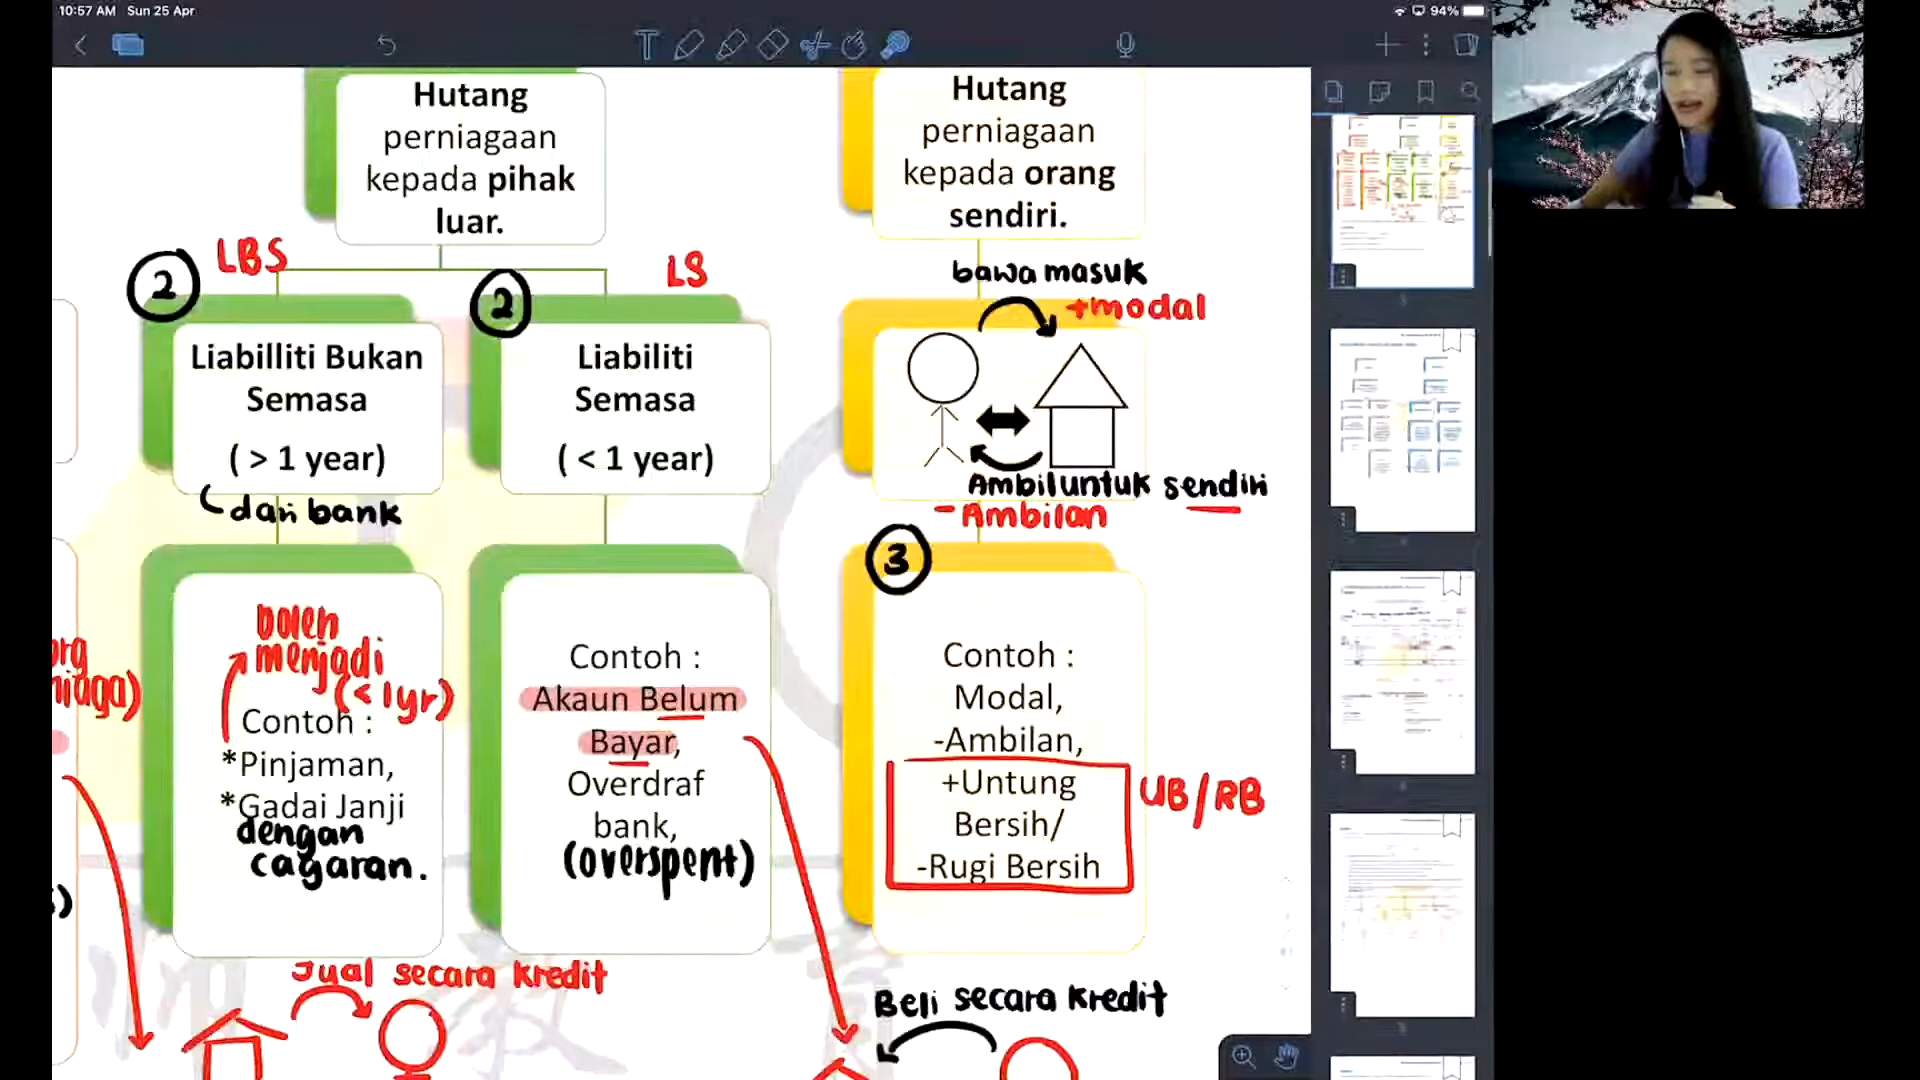 10:57 AM Sun 25 Apr
94%
Hutang
perniagaan
kepada pihak
luar.
Hutang
perniagaan
kepada orang
sendiri.
LBS
LS
2
2
Liabilliti Bukan
Semasa
( > 1 year)
dari bank
Liabiliti
Semasa
( < 1 year)
bawa masuk
+modal
Ambil untuk sendiri
- Ambilan
3
boleh
menjadi
(< 1yr)
Contoh :
*Pinjaman,
*Gadai Janji
dengan
cagaran.
Contoh :
Akaun Belum
Bayar,
Overdraf
bank,
(overspent)
Contoh :
Modal,
-Ambilan,
+Untung
Bersih/
-Rugi Bersih
UB/RB
Jual secara kredit
Beli secara kredit